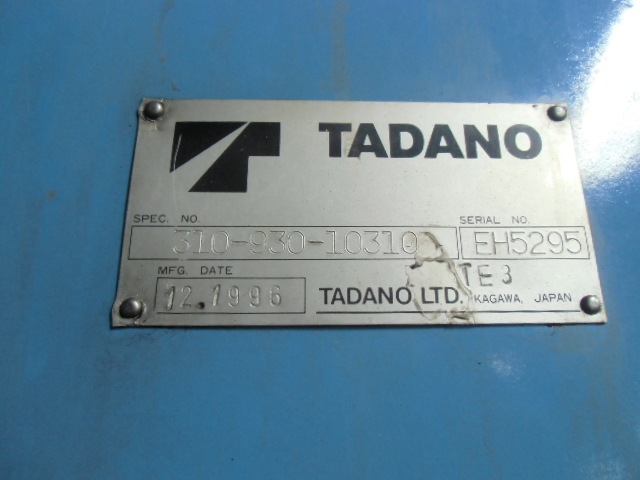 TADANO
SPEC. NO. SERIAL NO.
310-930-10310 EH5295
MFG. DATE TE3
12.1996 TADANO LTD. KAGAWA, JAPAN